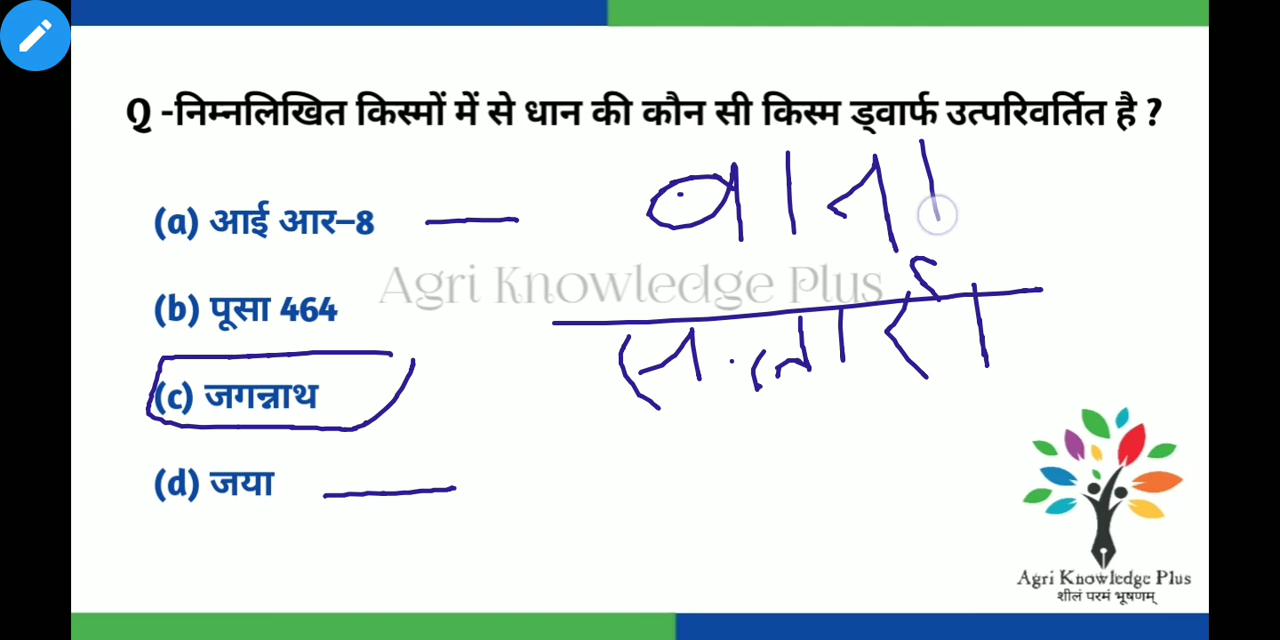 Q -निम्नलिखित किस्मों में से धान की कौन सी किस्म ड्वार्फ उत्परिवर्तित है ?
(a) आई आर–8
Agri Knowledge Plus
(b) पूसा 464
(c) जगन्नाथ
(d) जया
Agri Knowledge Plus
शीलं परमं भूषणम्